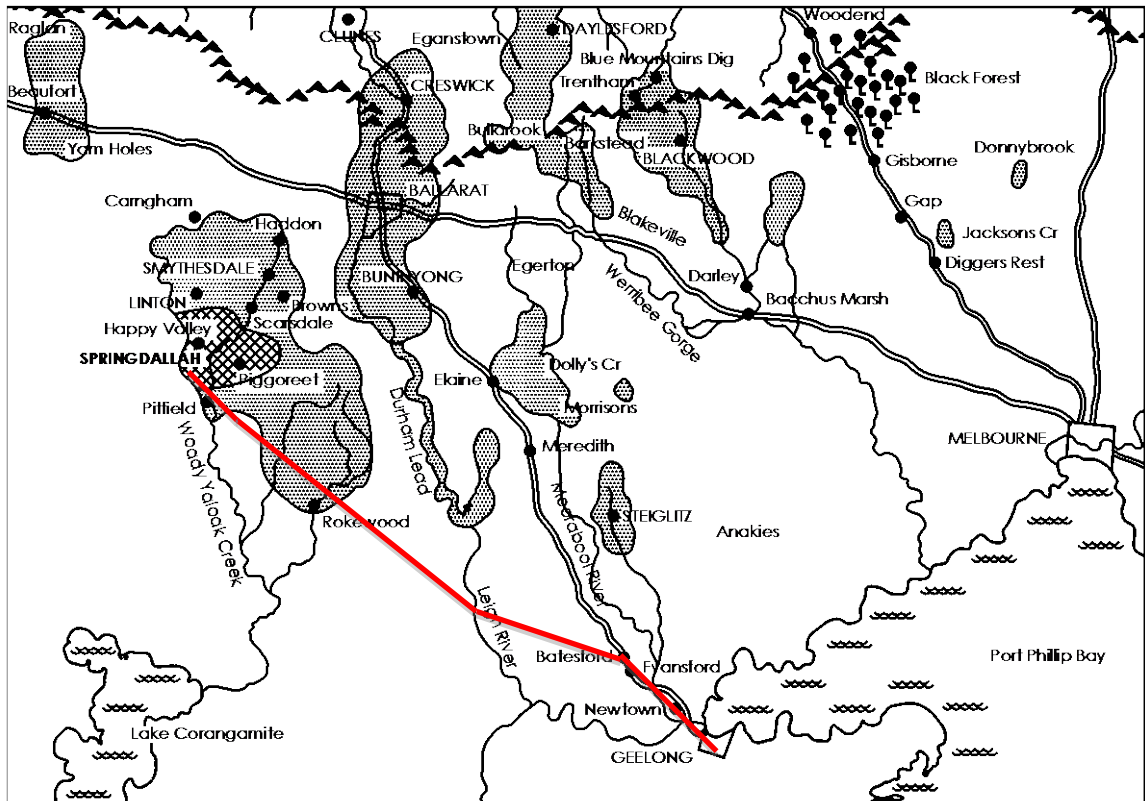 Raglan
CLUNES
Eganstown
DAYLESFORD
Woodend
Blue Mountains Dig
Beaufort
CRESWICK
Trentham
Black Forest
Yarn Holes
Bullarook
Barkstead
BLACKWOOD
Gisborne
Donnybrook
BALLARAT
Carngham
Haddon
Blakeville
Gap
Jacksons Cr
SMYTHESDALE
BUNINYONG
Egerton
Werribee Gorge
Darley
Diggers Rest
LINTON
Browns
Scarsdale
Bacchus Marsh
Happy Valley
SPRINGDALLAH
Piggoreet
Elaine
Dolly's Cr
Pitfield
Durham Lead
Morrisons
MELBOURNE
Woody Yaloak Creek
Meredith
Moorabool River
Rokewood
STEIGLITZ
Anakies
Leigh River
Batesford
Fyansford
Port Phillip Bay
Newtown
Lake Corangamite
GEELONG